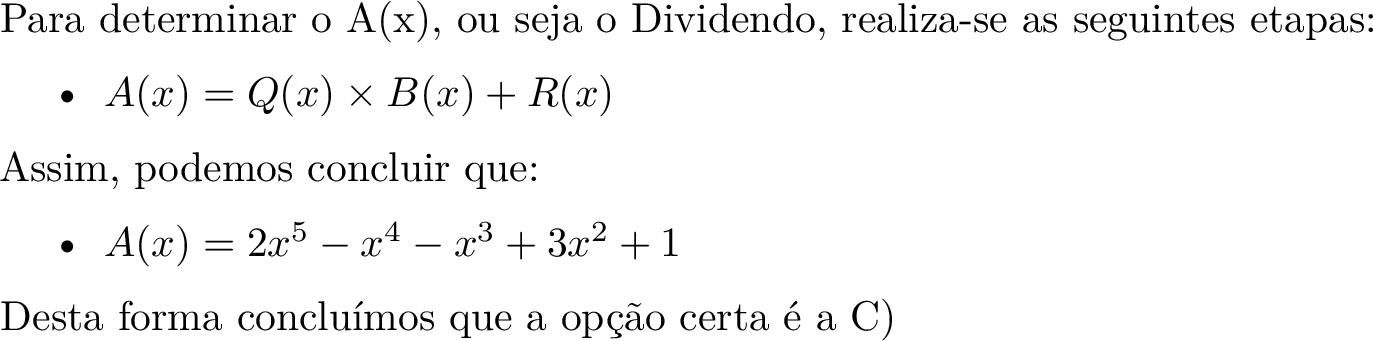 Para determinar o A(x), ou seja o Dividendo, realiza-se as seguintes etapas:
• A(x) = Q(x) × B(x) + R(x)
Assim, podemos concluir que:
• A(x) = 2x⁵ − x⁴ − x³ + 3x² + 1
Desta forma concluímos que a opção certa é a C)